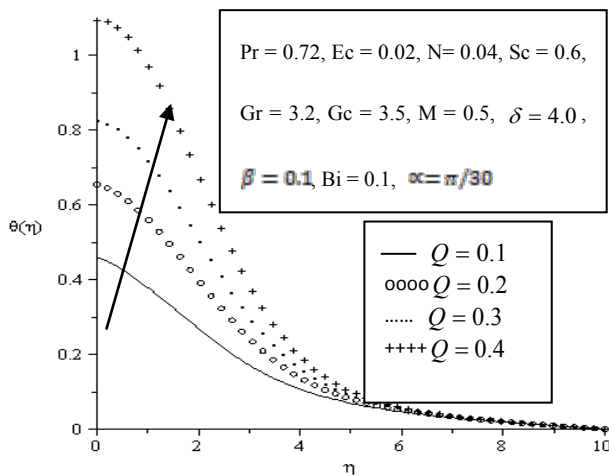 1
0.8
0.6
θ(η)
0.4
0.2
0
0 2 4 6 8 10
η
Pr = 0.72, Ec = 0.02, N= 0.04, Sc = 0.6,
Gr = 3.2, Gc = 3.5, M = 0.5, δ = 4.0 ,
β = 0.1, Bi = 0.1, α=π/30
Q = 0.1
oooo Q = 0.2
...... Q = 0.3
++++ Q = 0.4